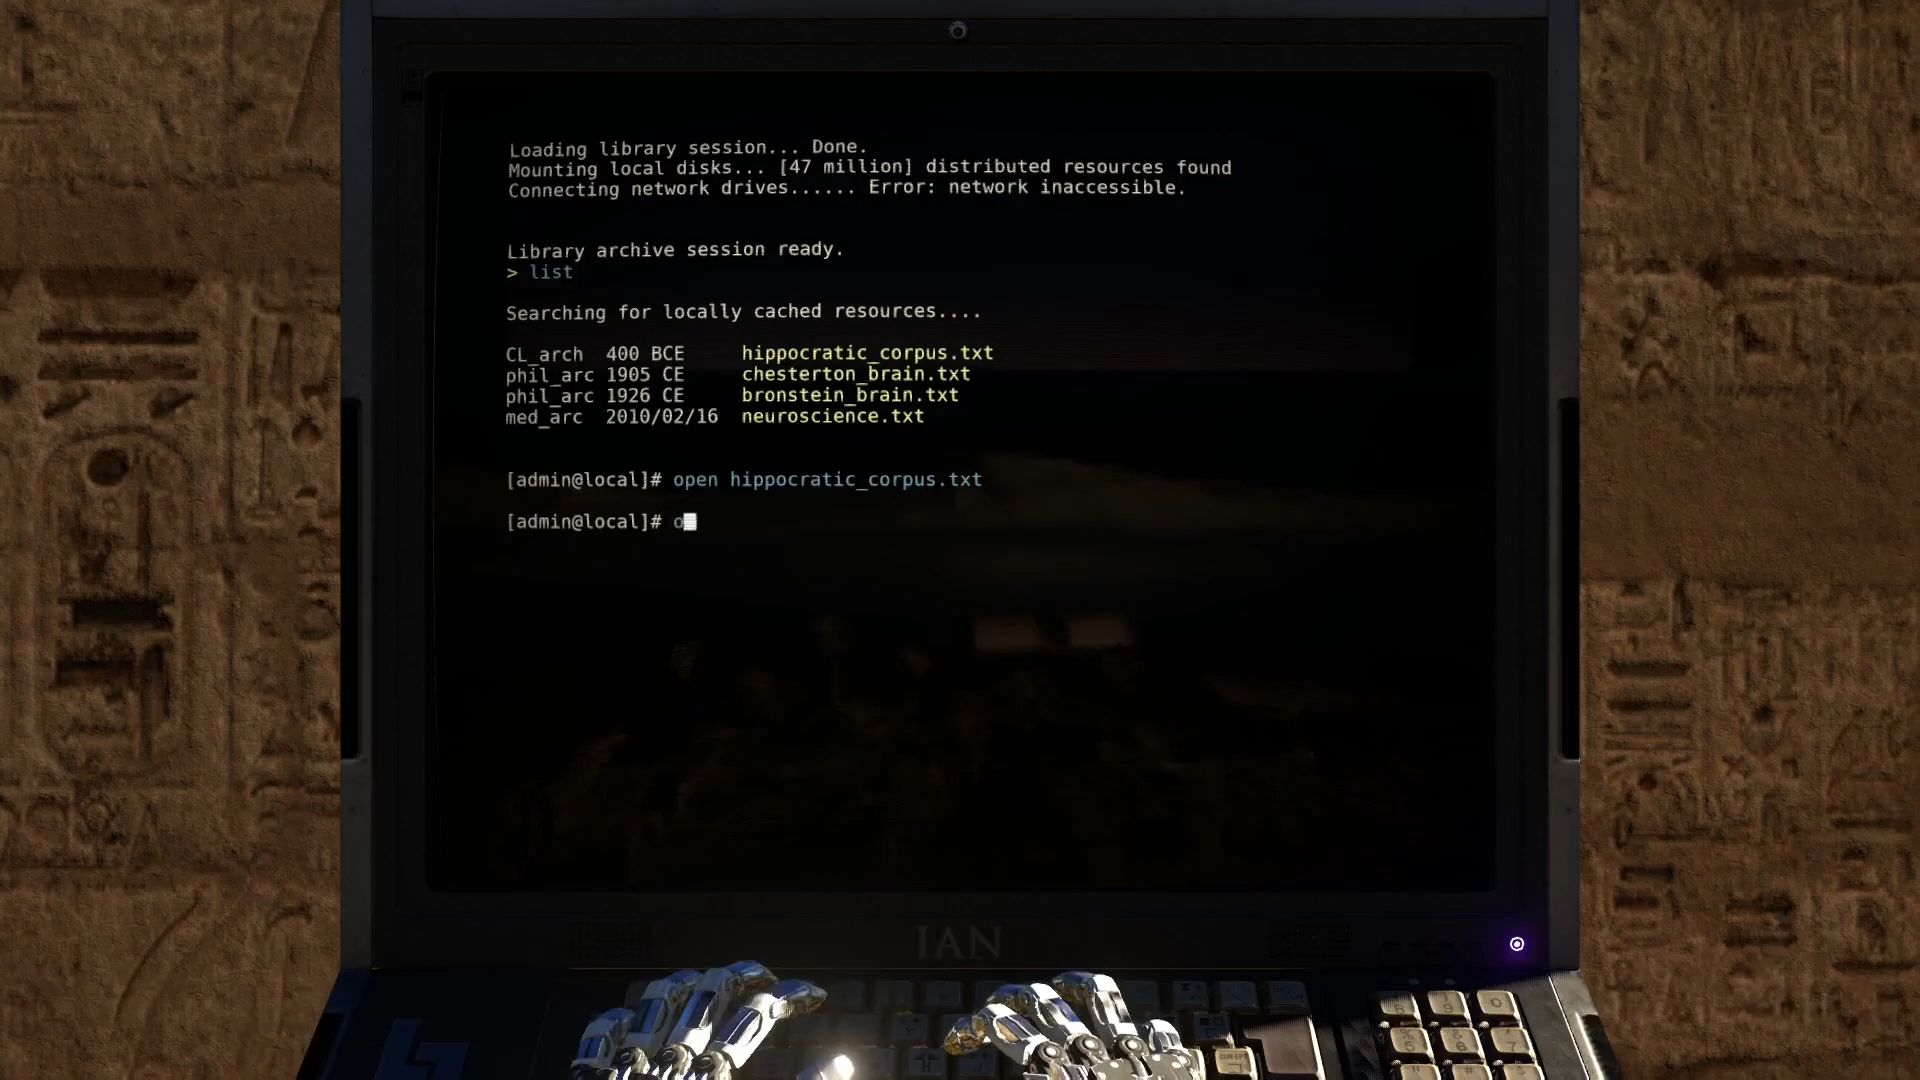 Loading library session... Done.
Mounting local disks... [47 million] distributed resources found
Connecting network drives...... Error: network inaccessible.
Library archive session ready.
> list
Searching for locally cached resources....
CL_arch 400 BCE hippocratic_corpus.txt
phil_arc 1905 CE chesterton_brain.txt
phil_arc 1926 CE bronstein_brain.txt
med_arc 2010/02/16 neuroscience.txt
[admin@local]# open hippocratic_corpus.txt
[admin@local]# o
IAN